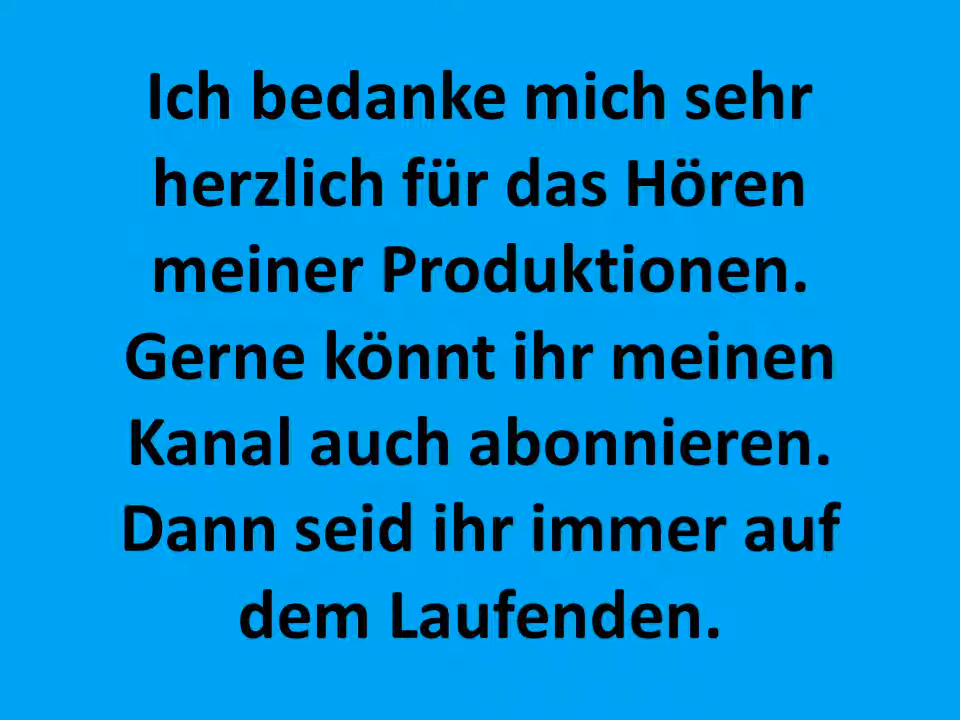 Ich bedanke mich sehr
herzlich für das Hören
meiner Produktionen.
Gerne könnt ihr meinen
Kanal auch abonnieren.
Dann seid ihr immer auf
dem Laufenden.